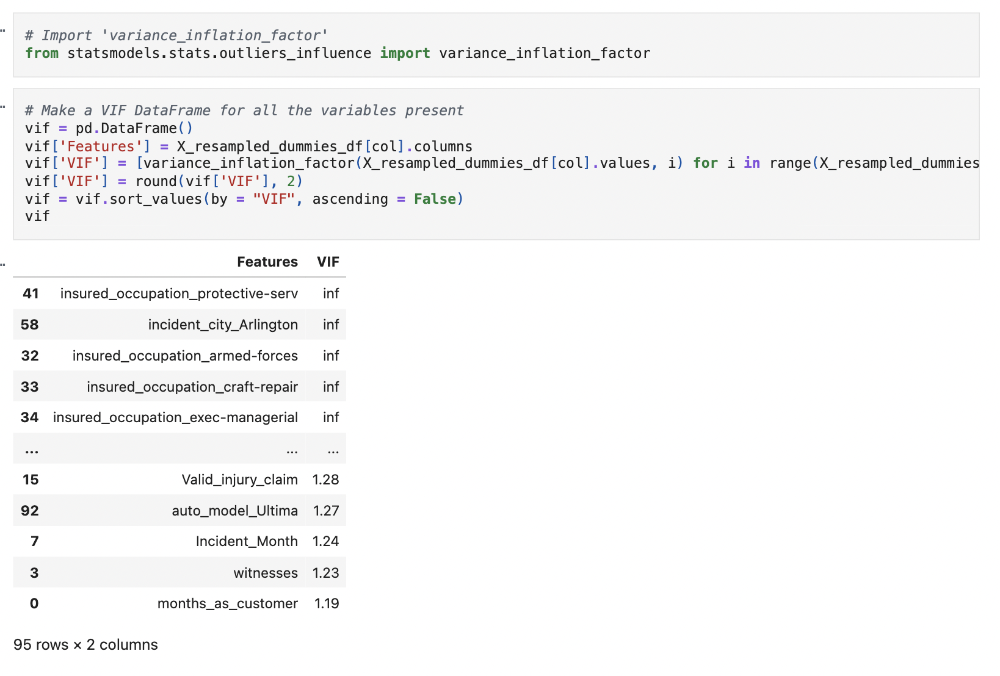 # Import 'variance_inflation_factor'
from statsmodels.stats.outliers_influence import variance_inflation_factor
# Make a VIF DataFrame for all the variables present
vif = pd.DataFrame()
vif['Features'] = X_resampled_dummies_df[col].columns
vif['VIF'] = [variance_inflation_factor(X_resampled_dummies_df[col].values, i) for i in range(X_resampled_dummies
vif['VIF'] = round(vif['VIF'], 2)
vif = vif.sort_values(by = "VIF", ascending = False)
vif
Features VIF
41 insured_occupation_protective-serv inf
58 incident_city_Arlington inf
32 insured_occupation_armed-forces inf
33 insured_occupation_craft-repair inf
34 insured_occupation_exec-managerial inf
... ... ...
15 Valid_injury_claim 1.28
92 auto_model_Ultima 1.27
7 Incident_Month 1.24
3 witnesses 1.23
0 months_as_customer 1.19
95 rows × 2 columns